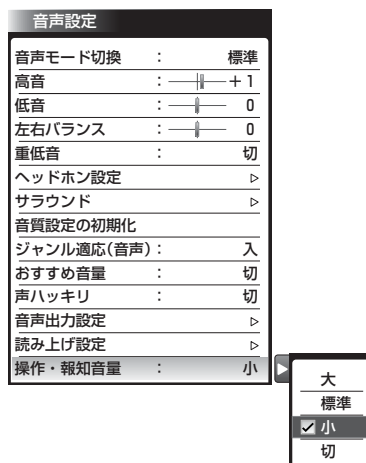 音声設定
音声モード切換 : 標準
高音 : +1
低音 : 0
左右バランス : 0
重低音 : 切
ヘッドホン設定
サラウンド
音質設定の初期化
ジャンル適応(音声) : 入
おすすめ音量 : 切
声ハッキリ : 切
音声出力設定
読み上げ設定
操作・報知音量 : 小
大
標準
小
切